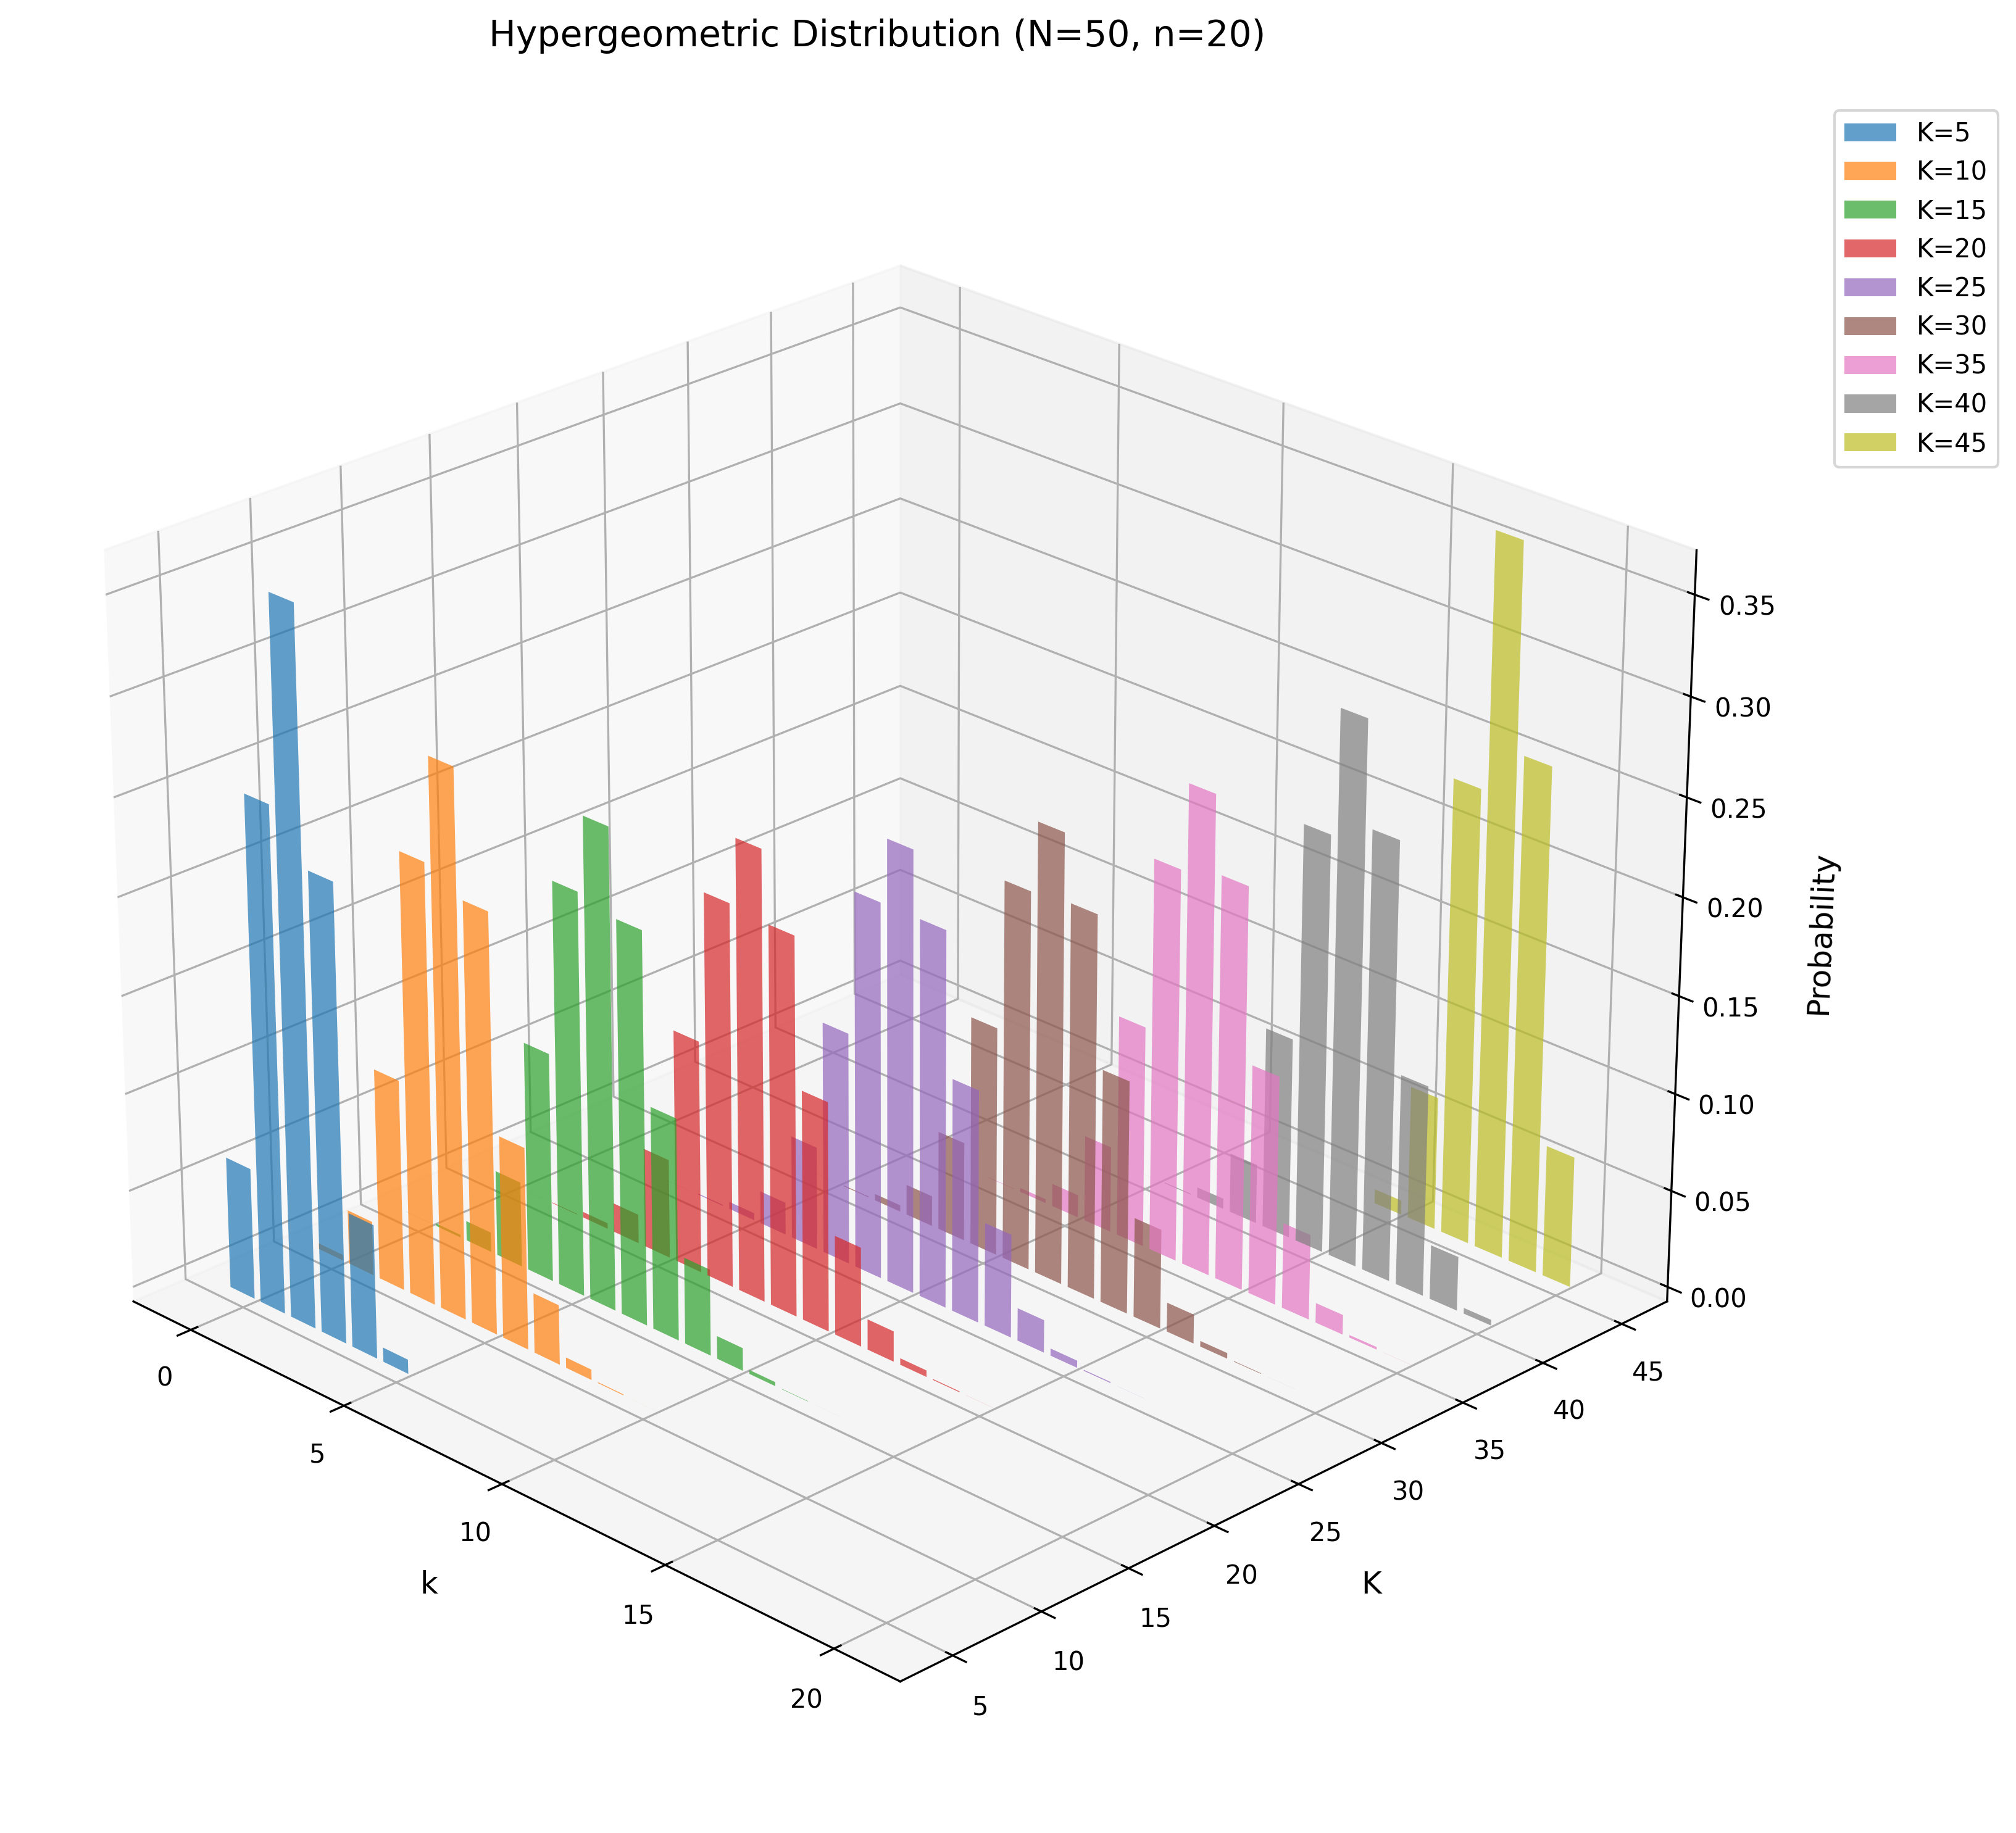 Hypergeometric Distribution (N=50, n=20)
K=5
K=10
K=15
K=20
K=25
K=30
K=35
K=40
K=45
0.35
0.30
0.25
0.20
0.15
0.10
0.05
0.00
Probability
0
5
10
15
20
k
5
10
15
20
25
30
35
40
45
K